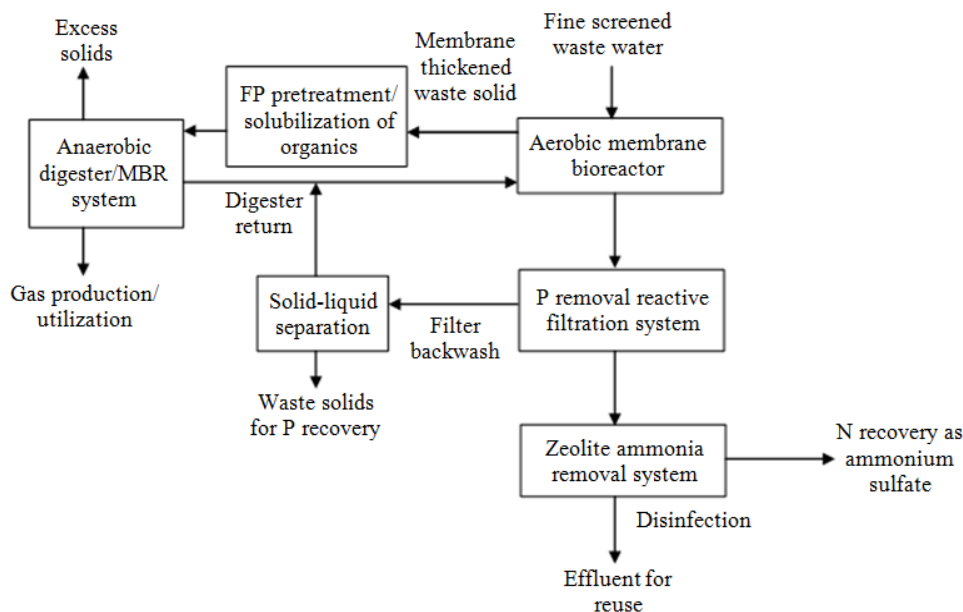 Excess
solids
Membrane
thickened
waste solid
Fine screened
waste water
FP pretreatment/
solubilization of
organics
Anaerobic
digester/MBR
system
Aerobic membrane
bioreactor
Digester
return
Gas production/
utilization
Solid-liquid
separation
Filter
backwash
P removal reactive
filtration system
Waste solids
for P recovery
Zeolite ammonia
removal system
N recovery as
ammonium
sulfate
Disinfection
Effluent for
reuse